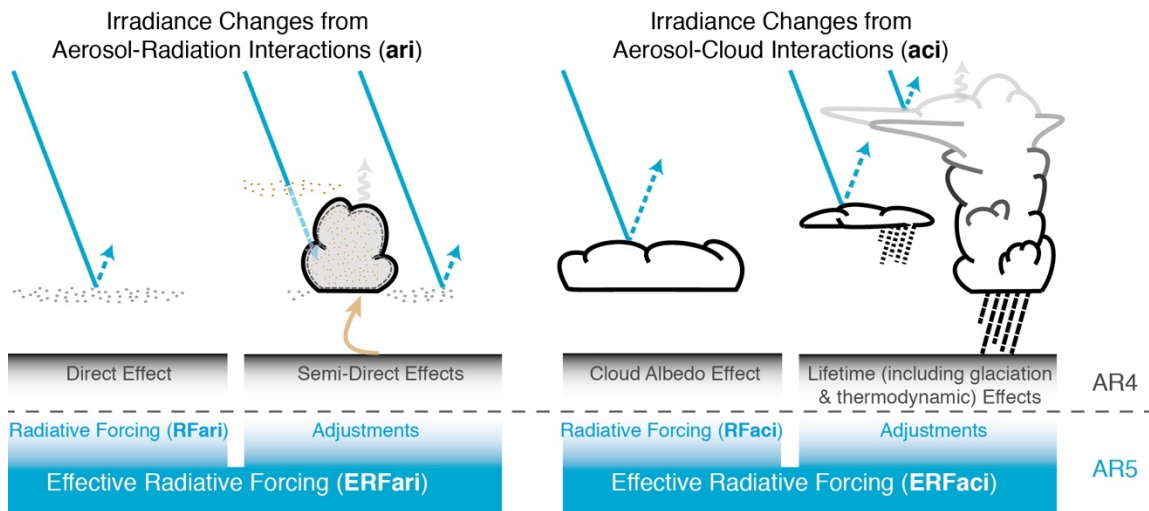 Irradiance Changes from
Aerosol-Radiation Interactions (ari)
Irradiance Changes from
Aerosol-Cloud Interactions (aci)
Direct Effect
Semi-Direct Effects
Cloud Albedo Effect
Lifetime (including glaciation
& thermodynamic) Effects
AR4
Radiative Forcing (RFari)
Adjustments
Radiative Forcing (RFaci)
Adjustments
AR5
Effective Radiative Forcing (ERFari)
Effective Radiative Forcing (ERFaci)